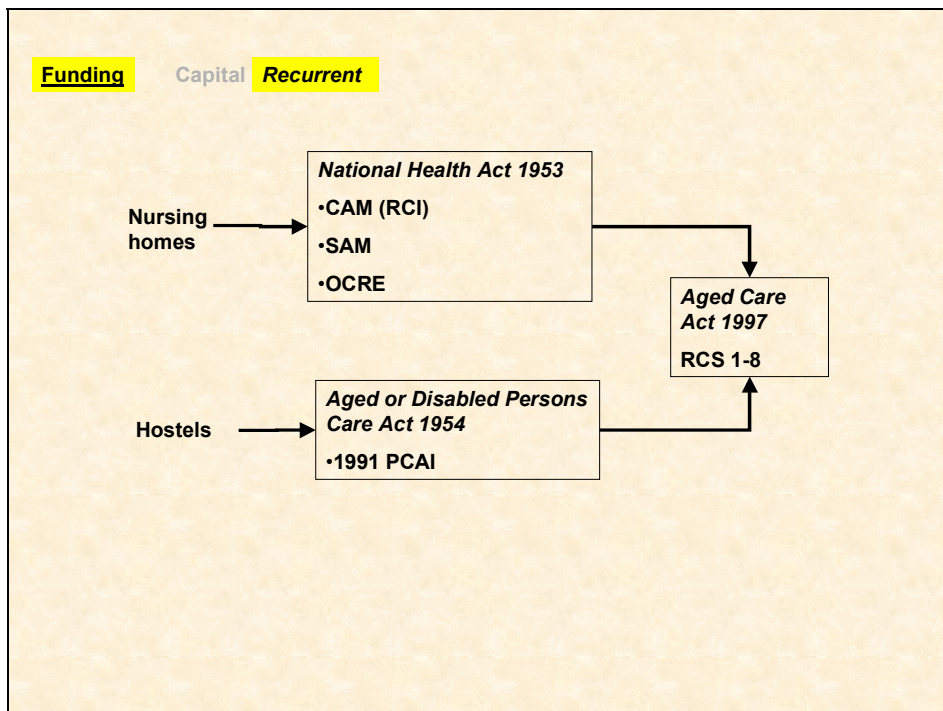 Funding Capital Recurrent
National Health Act 1953
•CAM (RCI)
•SAM
•OCRE
Nursing
homes
Aged Care
Act 1997
RCS 1-8
Aged or Disabled Persons
Care Act 1954
•1991 PCAI
Hostels